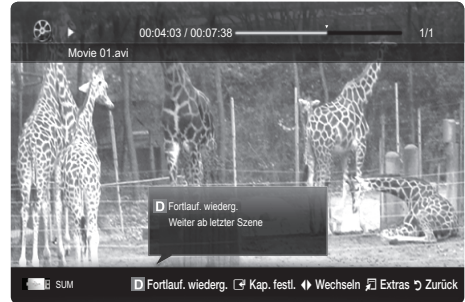 00:04:03 / 00:07:38 1/1
Movie 01.avi
D Fortlauf. wiederg.
Weiter ab letzter Szene
SUM D Fortlauf. wiederg. Kap. festl. Wechseln Extras Zurück